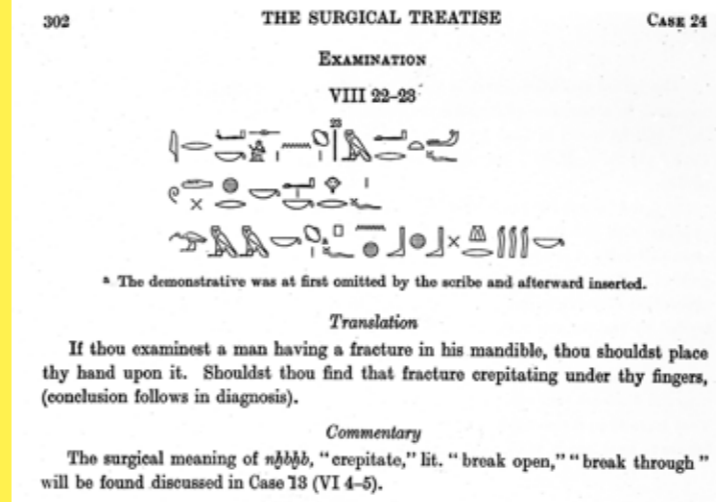 302 THE SURGICAL TREATISE CASE 24
EXAMINATION
VIII 22–23
23
a The demonstrative was at first omitted by the scribe and afterward inserted.
Translation
If thou examinest a man having a fracture in his mandible, thou shouldst place
thy hand upon it. Shouldst thou find that fracture crepitating under thy fingers,
(conclusion follows in diagnosis).
Commentary
The surgical meaning of nḫbḫb, “crepitate,” lit. “break open,” “break through”
will be found discussed in Case 13 (VI 4–5).